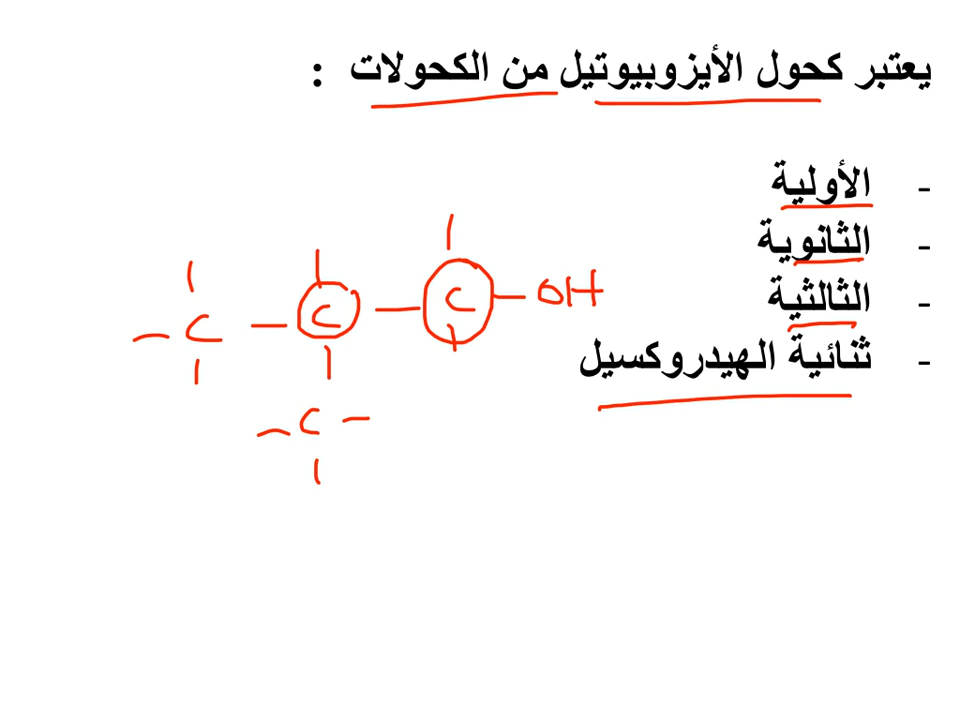 يعتبر كحول الأيزوبيوتيل من الكحولات :
- الأولية
- الثانوية
- الثالثية
- ثنائية الهيدروكسيل
C - C - C - OH
C